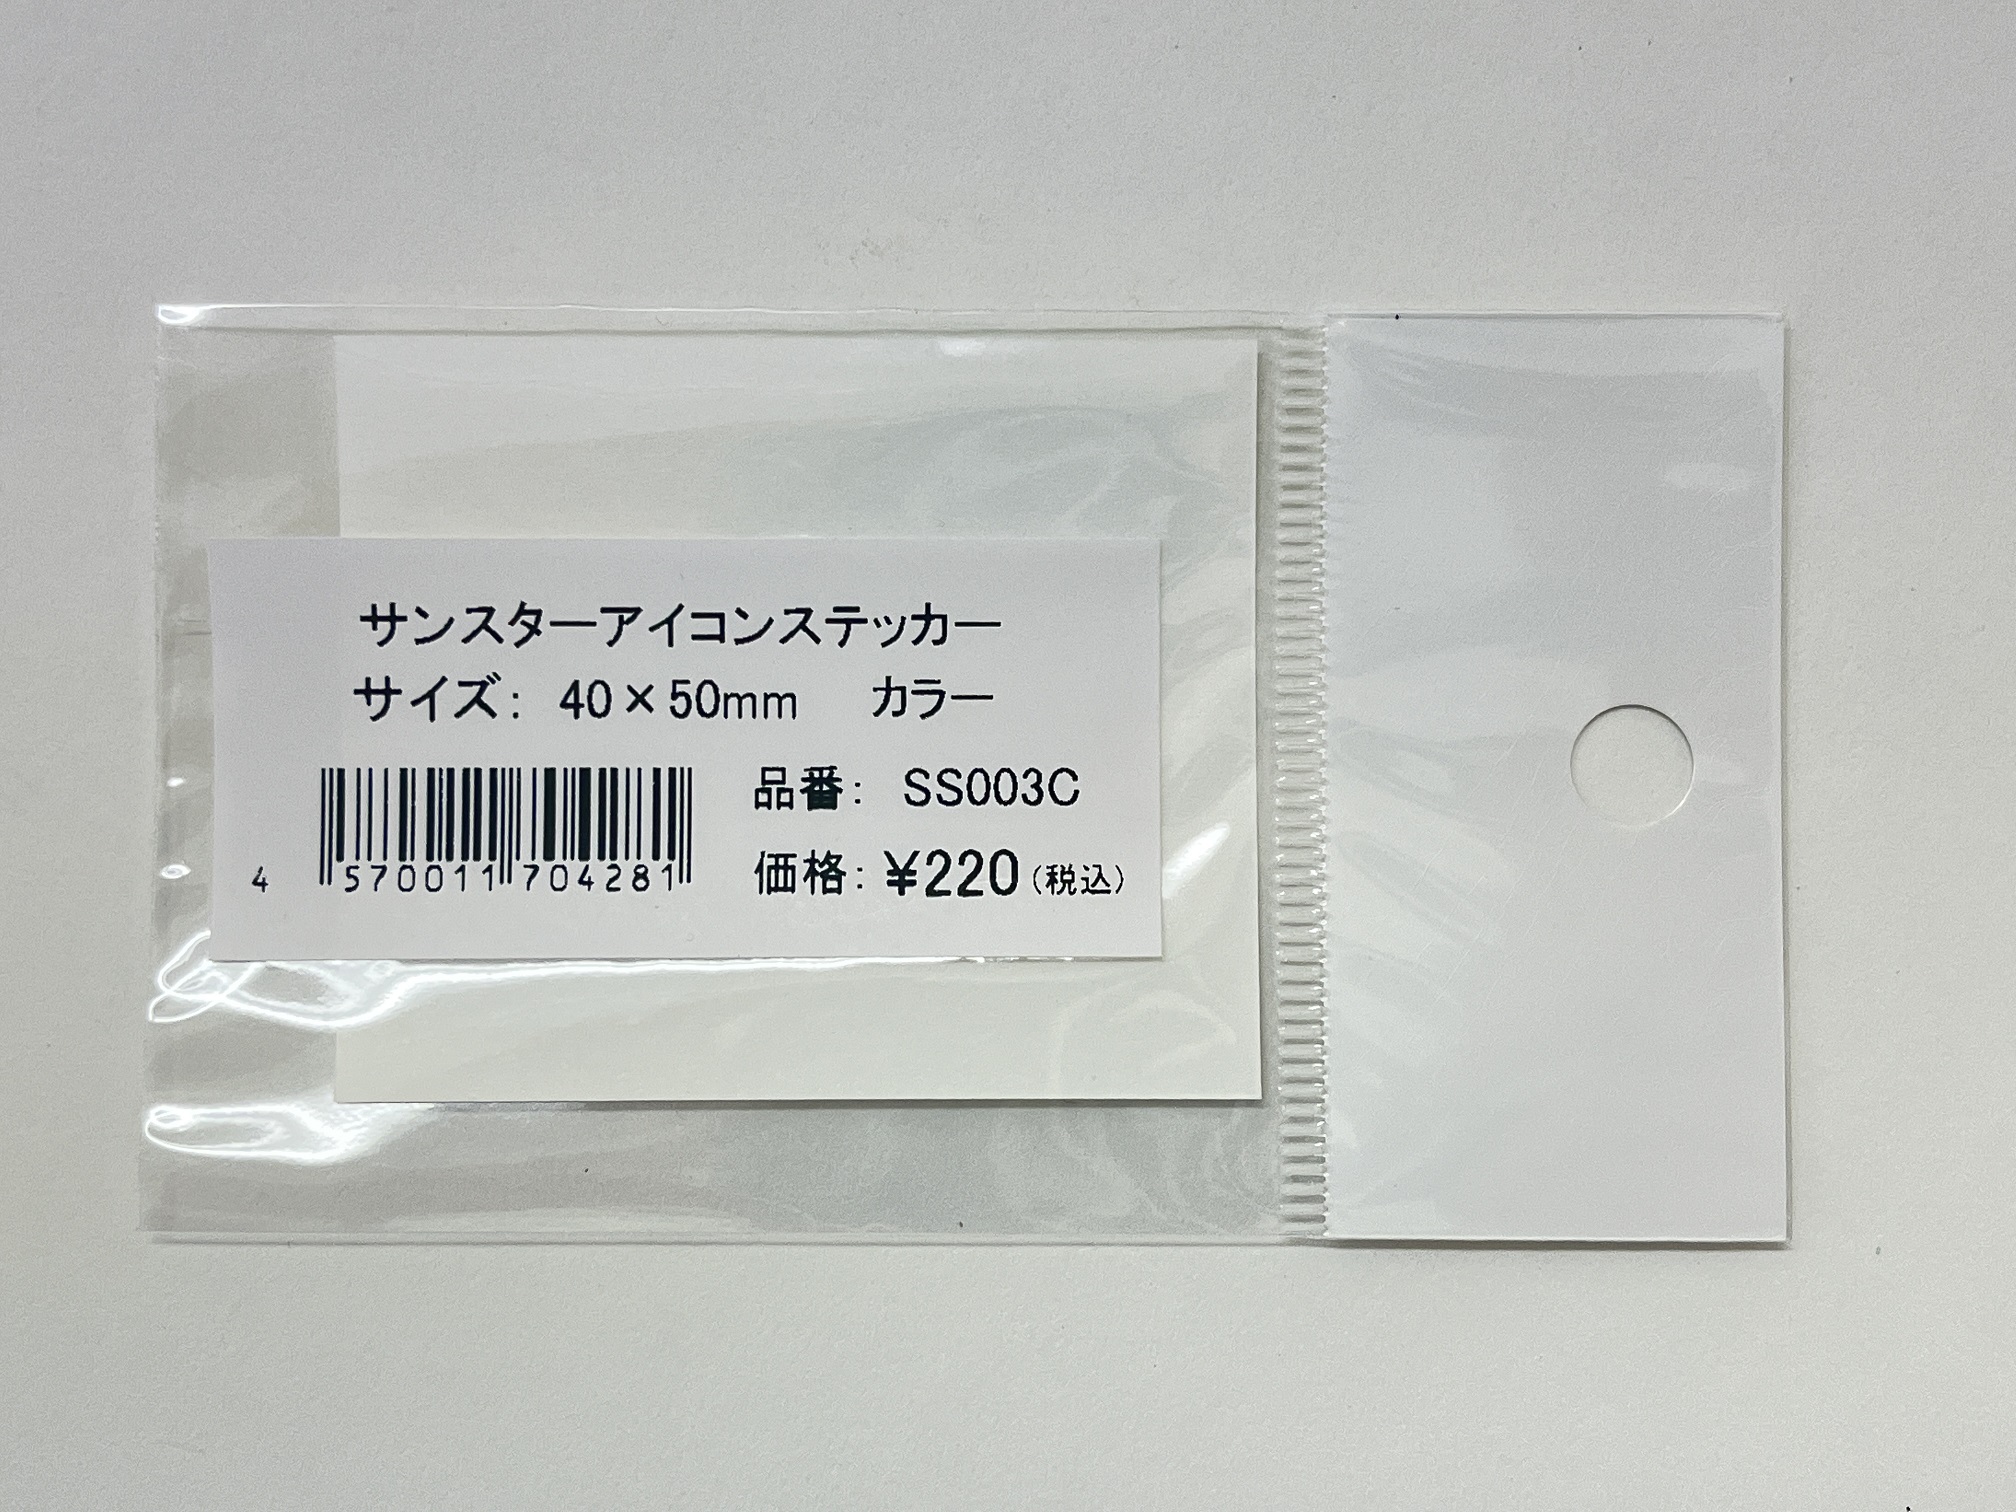 サンスターアイコンステッカー
サイズ: 40×50mm カラー
品番: SS003C
価格: ¥220(税込)
4 570011 704281